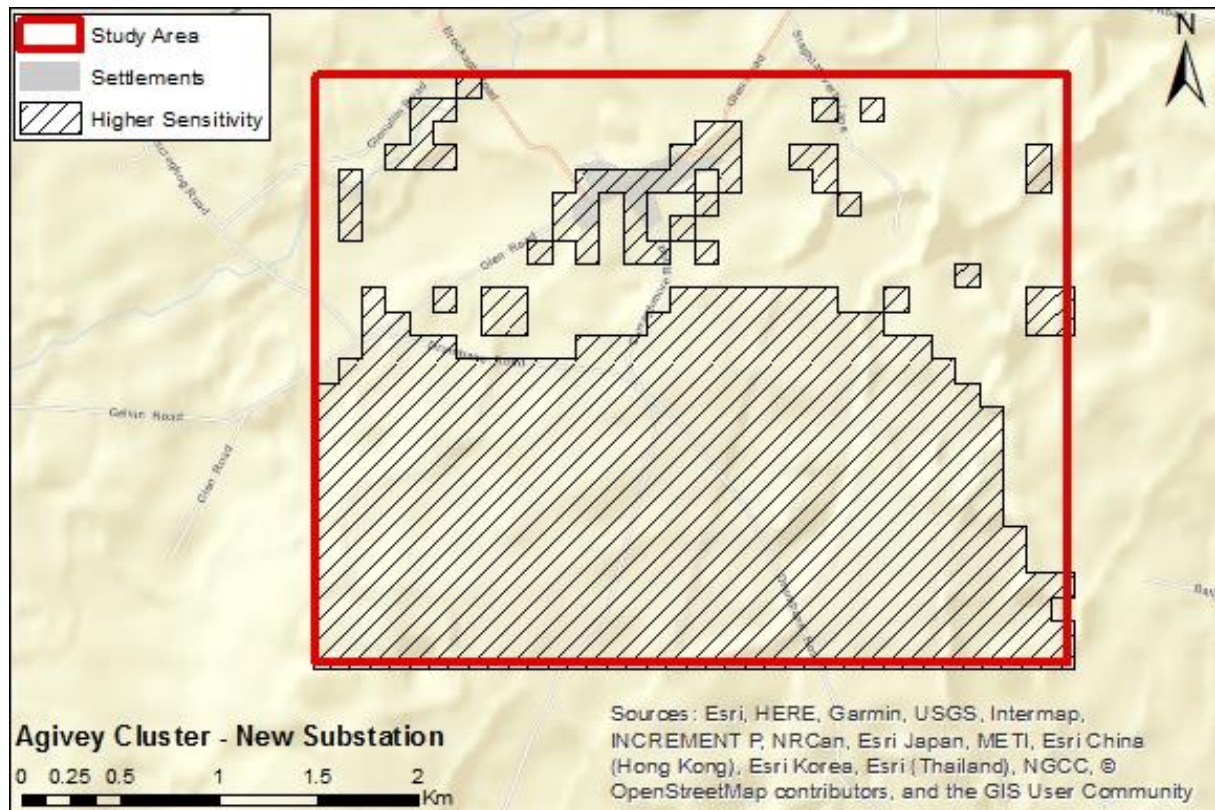 Study Area
Settlements
Higher Sensitivity
N
Glen Road
Glen Road
Gelvin Road
Glen Road
Agivey Cluster - New Substation
0 0.25 0.5 1 1.5 2
Km
Sources: Esri, HERE, Garmin, USGS, Intermap,
INCREMENT P, NRCan, Esri Japan, METI, Esri China
(Hong Kong), Esri Korea, Esri (Thailand), NGCC, ©
OpenStreetMap contributors, and the GIS User Community